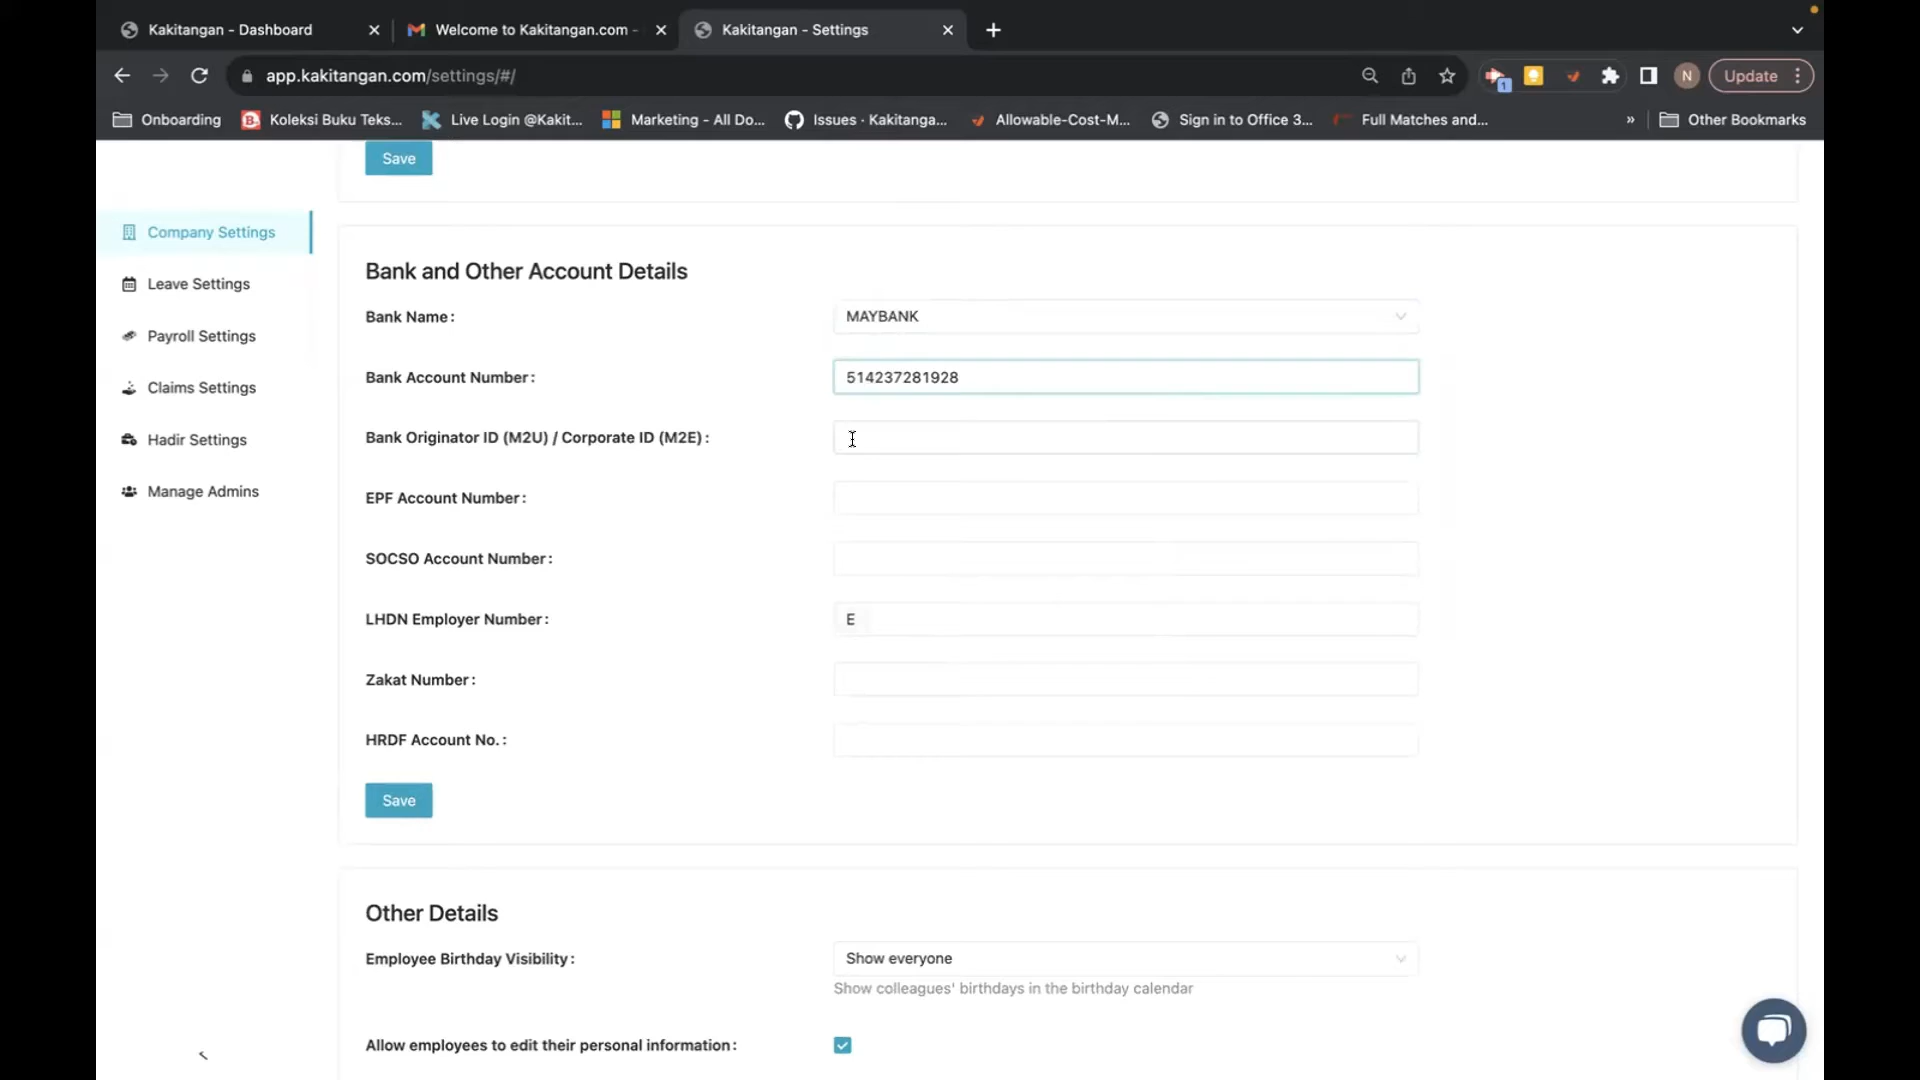 Kakitangan - Dashboard
Welcome to Kakitangan.com -
Kakitangan - Settings
app.kakitangan.com/settings/#/
1
N
Update
Onboarding
Koleksi Buku Teks...
Live Login @Kakit...
Marketing - All Do...
Issues · Kakitanga...
Allowable-Cost-M...
Sign in to Office 3...
Full Matches and...
»
Other Bookmarks
Save
Company Settings
Leave Settings
Payroll Settings
Claims Settings
Hadir Settings
Manage Admins
Bank and Other Account Details
Bank Name: MAYBANK
Bank Account Number: 514237281928
Bank Originator ID (M2U) / Corporate ID (M2E):
EPF Account Number:
SOCSO Account Number:
LHDN Employer Number: E
Zakat Number:
HRDF Account No.:
Save
Other Details
Employee Birthday Visibility: Show everyone
Show colleagues' birthdays in the birthday calendar
Allow employees to edit their personal information: